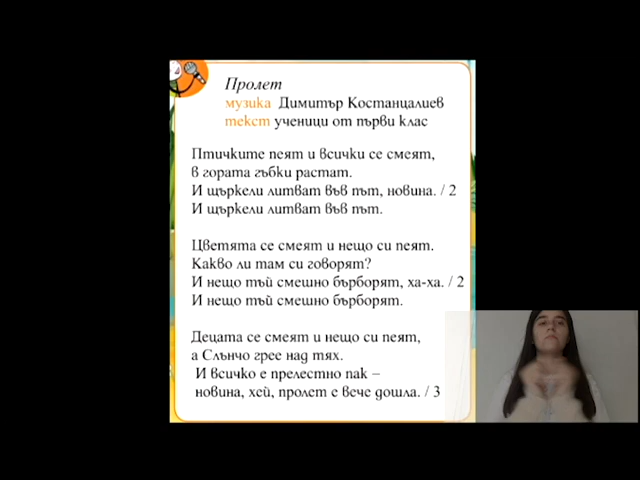 Пролет
музика Димитър Костанцалиев
текст ученици от първи клас
Птичките пеят и всички се смеят,
в гората гъбки растат.
И щъркели литват във път, новина. / 2
И щъркели литват във път.
Цветята се смеят и нещо си пеят.
Какво ли там си говорят?
И нещо тъй смешно бърборят, ха-ха. / 2
И нещо тъй смешно бърборят.
Децата се смеят и нещо си пеят,
а Слънчо грее над тях.
И всичко е прелестно пак –
новина, хей, пролет е вече дошла. / 3